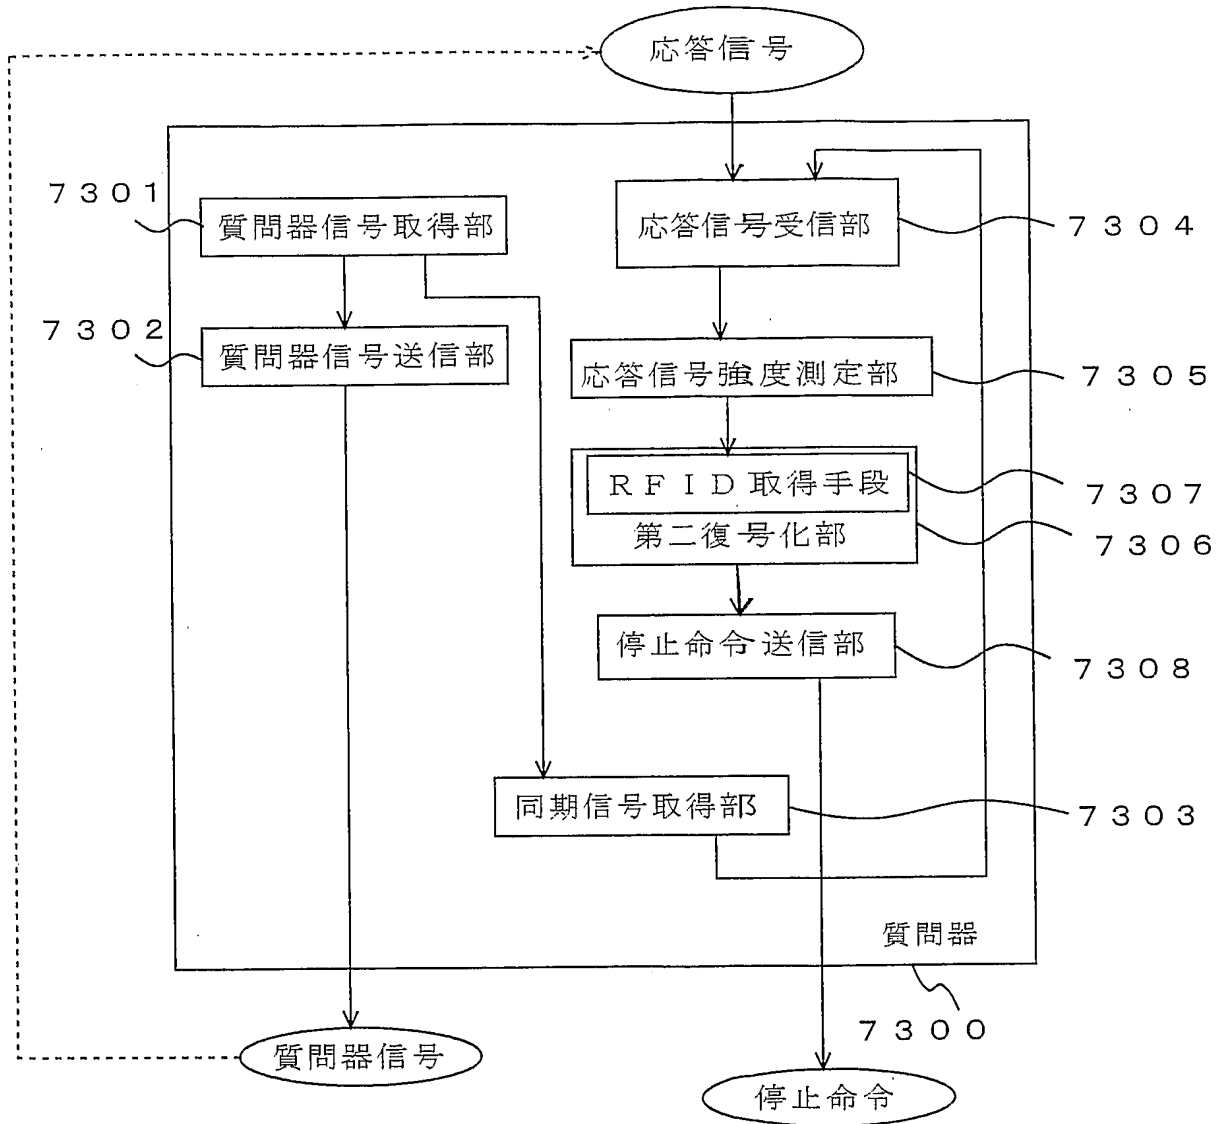 応答信号
7301
質問器信号取得部
応答信号受信部
7304
7302
質問器信号送信部
応答信号強度測定部
7305
RFID取得手段
7307
第二復号化部
7306
停止命令送信部
7308
同期信号取得部
7303
質問器
7300
質問器信号
停止命令